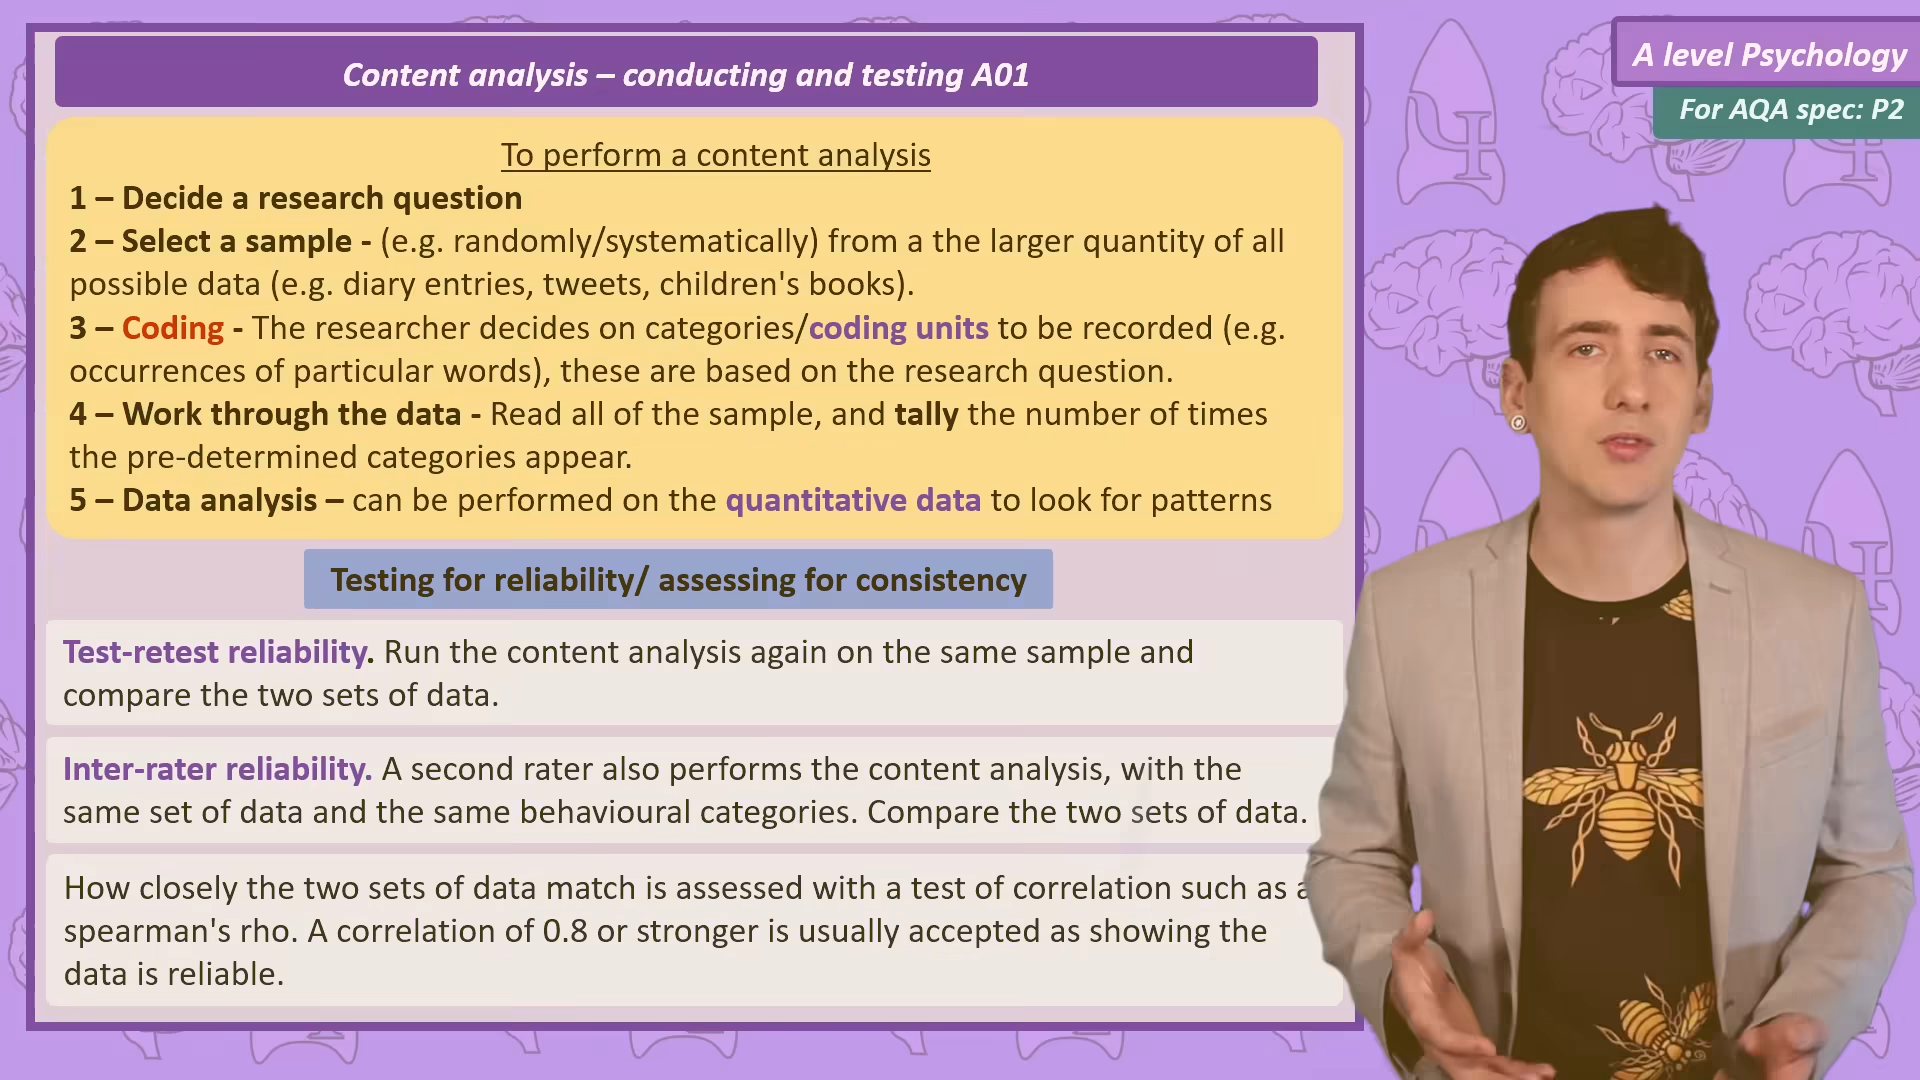 Content analysis – conducting and testing A01
A level Psychology
For AQA spec: P2
To perform a content analysis
1 – Decide a research question
2 – Select a sample - (e.g. randomly/systematically) from a the larger quantity of all
possible data (e.g. diary entries, tweets, children's books).
3 – Coding - The researcher decides on categories/coding units to be recorded (e.g.
occurrences of particular words), these are based on the research question.
4 – Work through the data - Read all of the sample, and tally the number of times
the pre-determined categories appear.
5 – Data analysis – can be performed on the quantitative data to look for patterns
Testing for reliability/ assessing for consistency
Test-retest reliability. Run the content analysis again on the same sample and
compare the two sets of data.
Inter-rater reliability. A second rater also performs the content analysis, with the
same set of data and the same behavioural categories. Compare the two sets of data.
How closely the two sets of data match is assessed with a test of correlation such as a
spearman's rho. A correlation of 0.8 or stronger is usually accepted as showing the
data is reliable.